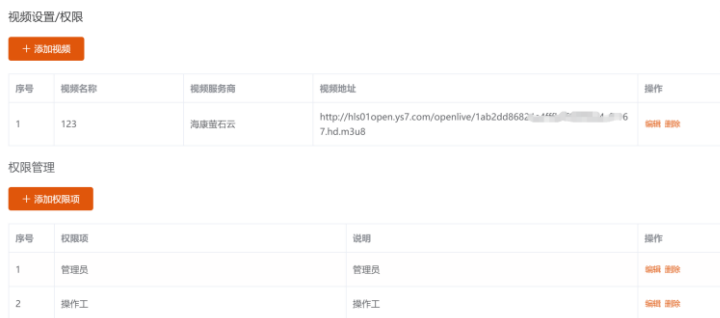 视频设置/权限
+ 添加视频
序号 视频名称 视频服务商 视频地址 操作
1 123 海康萤石云 http://hls01open.ys7.com/openlive/1ab2dd8682 6
7.hd.m3u8 编辑 删除
权限管理
+ 添加权限项
序号 权限项 说明 操作
1 管理员 管理员 编辑 删除
2 操作工 操作工 编辑 删除